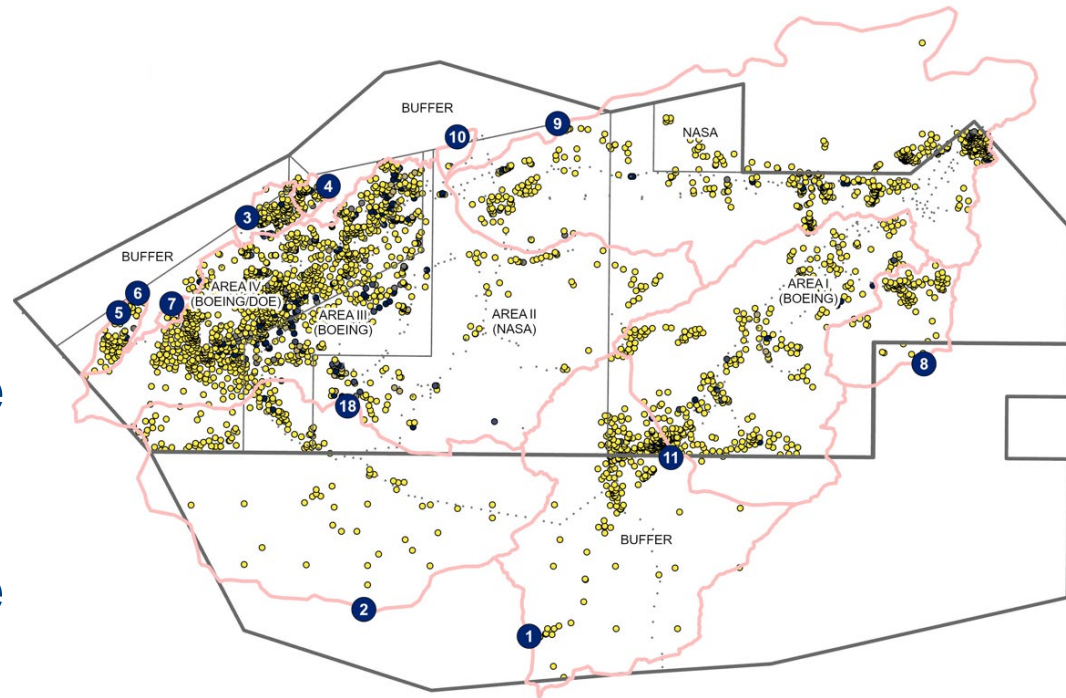 BUFFER
9
10
NASA
4
3
BUFFER
6
5
7
AREA IV
(BOEING/DOE)
AREA III
(BOEING)
AREA II
(NASA)
AREA I
(BOEING)
8
e
18
11
BUFFER
e
2
1